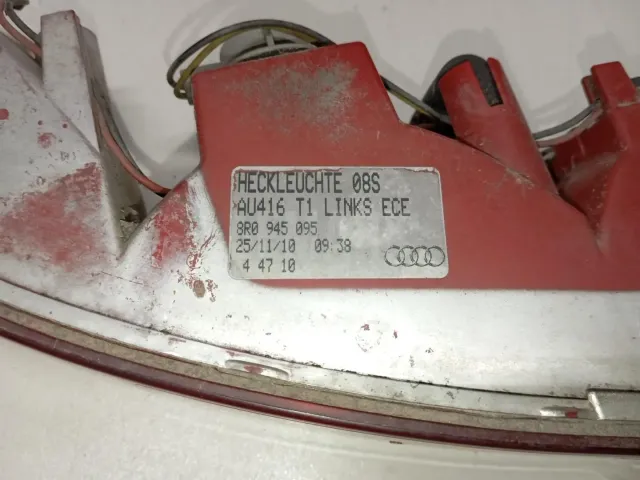 HECKLEUCHTE 08S
AU416 T1 LINKS ECE
8R0 945 095
25/11/10 09:38
4 47 10